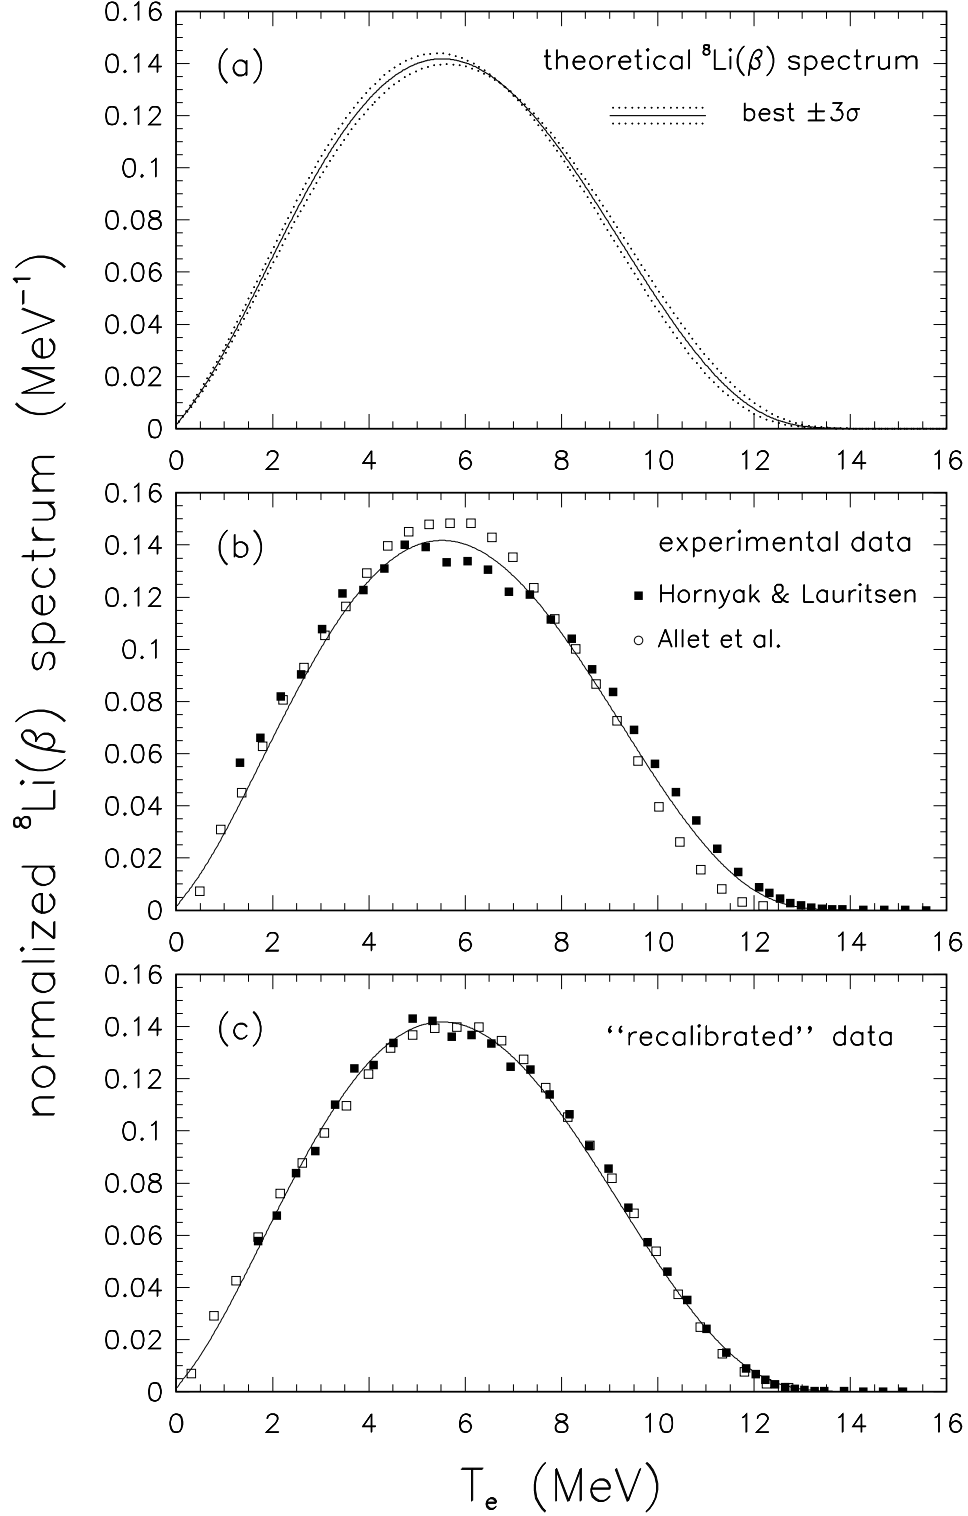 normalized ⁸Li(β) spectrum (MeV⁻¹)
0.16
0.14
0.12
0.1
0.08
0.06
0.04
0.02
0
(a)
theoretical ⁸Li(β) spectrum
best ±3σ
0 2 4 6 8 10 12 14 16
0.16
0.14
0.12
0.1
0.08
0.06
0.04
0.02
0
(b)
experimental data
Hornyak & Lauritsen
Allet et al.
0 2 4 6 8 10 12 14 16
0.16
0.14
0.12
0.1
0.08
0.06
0.04
0.02
0
(c)
“recalibrated” data
0 2 4 6 8 10 12 14 16
Tₑ (MeV)